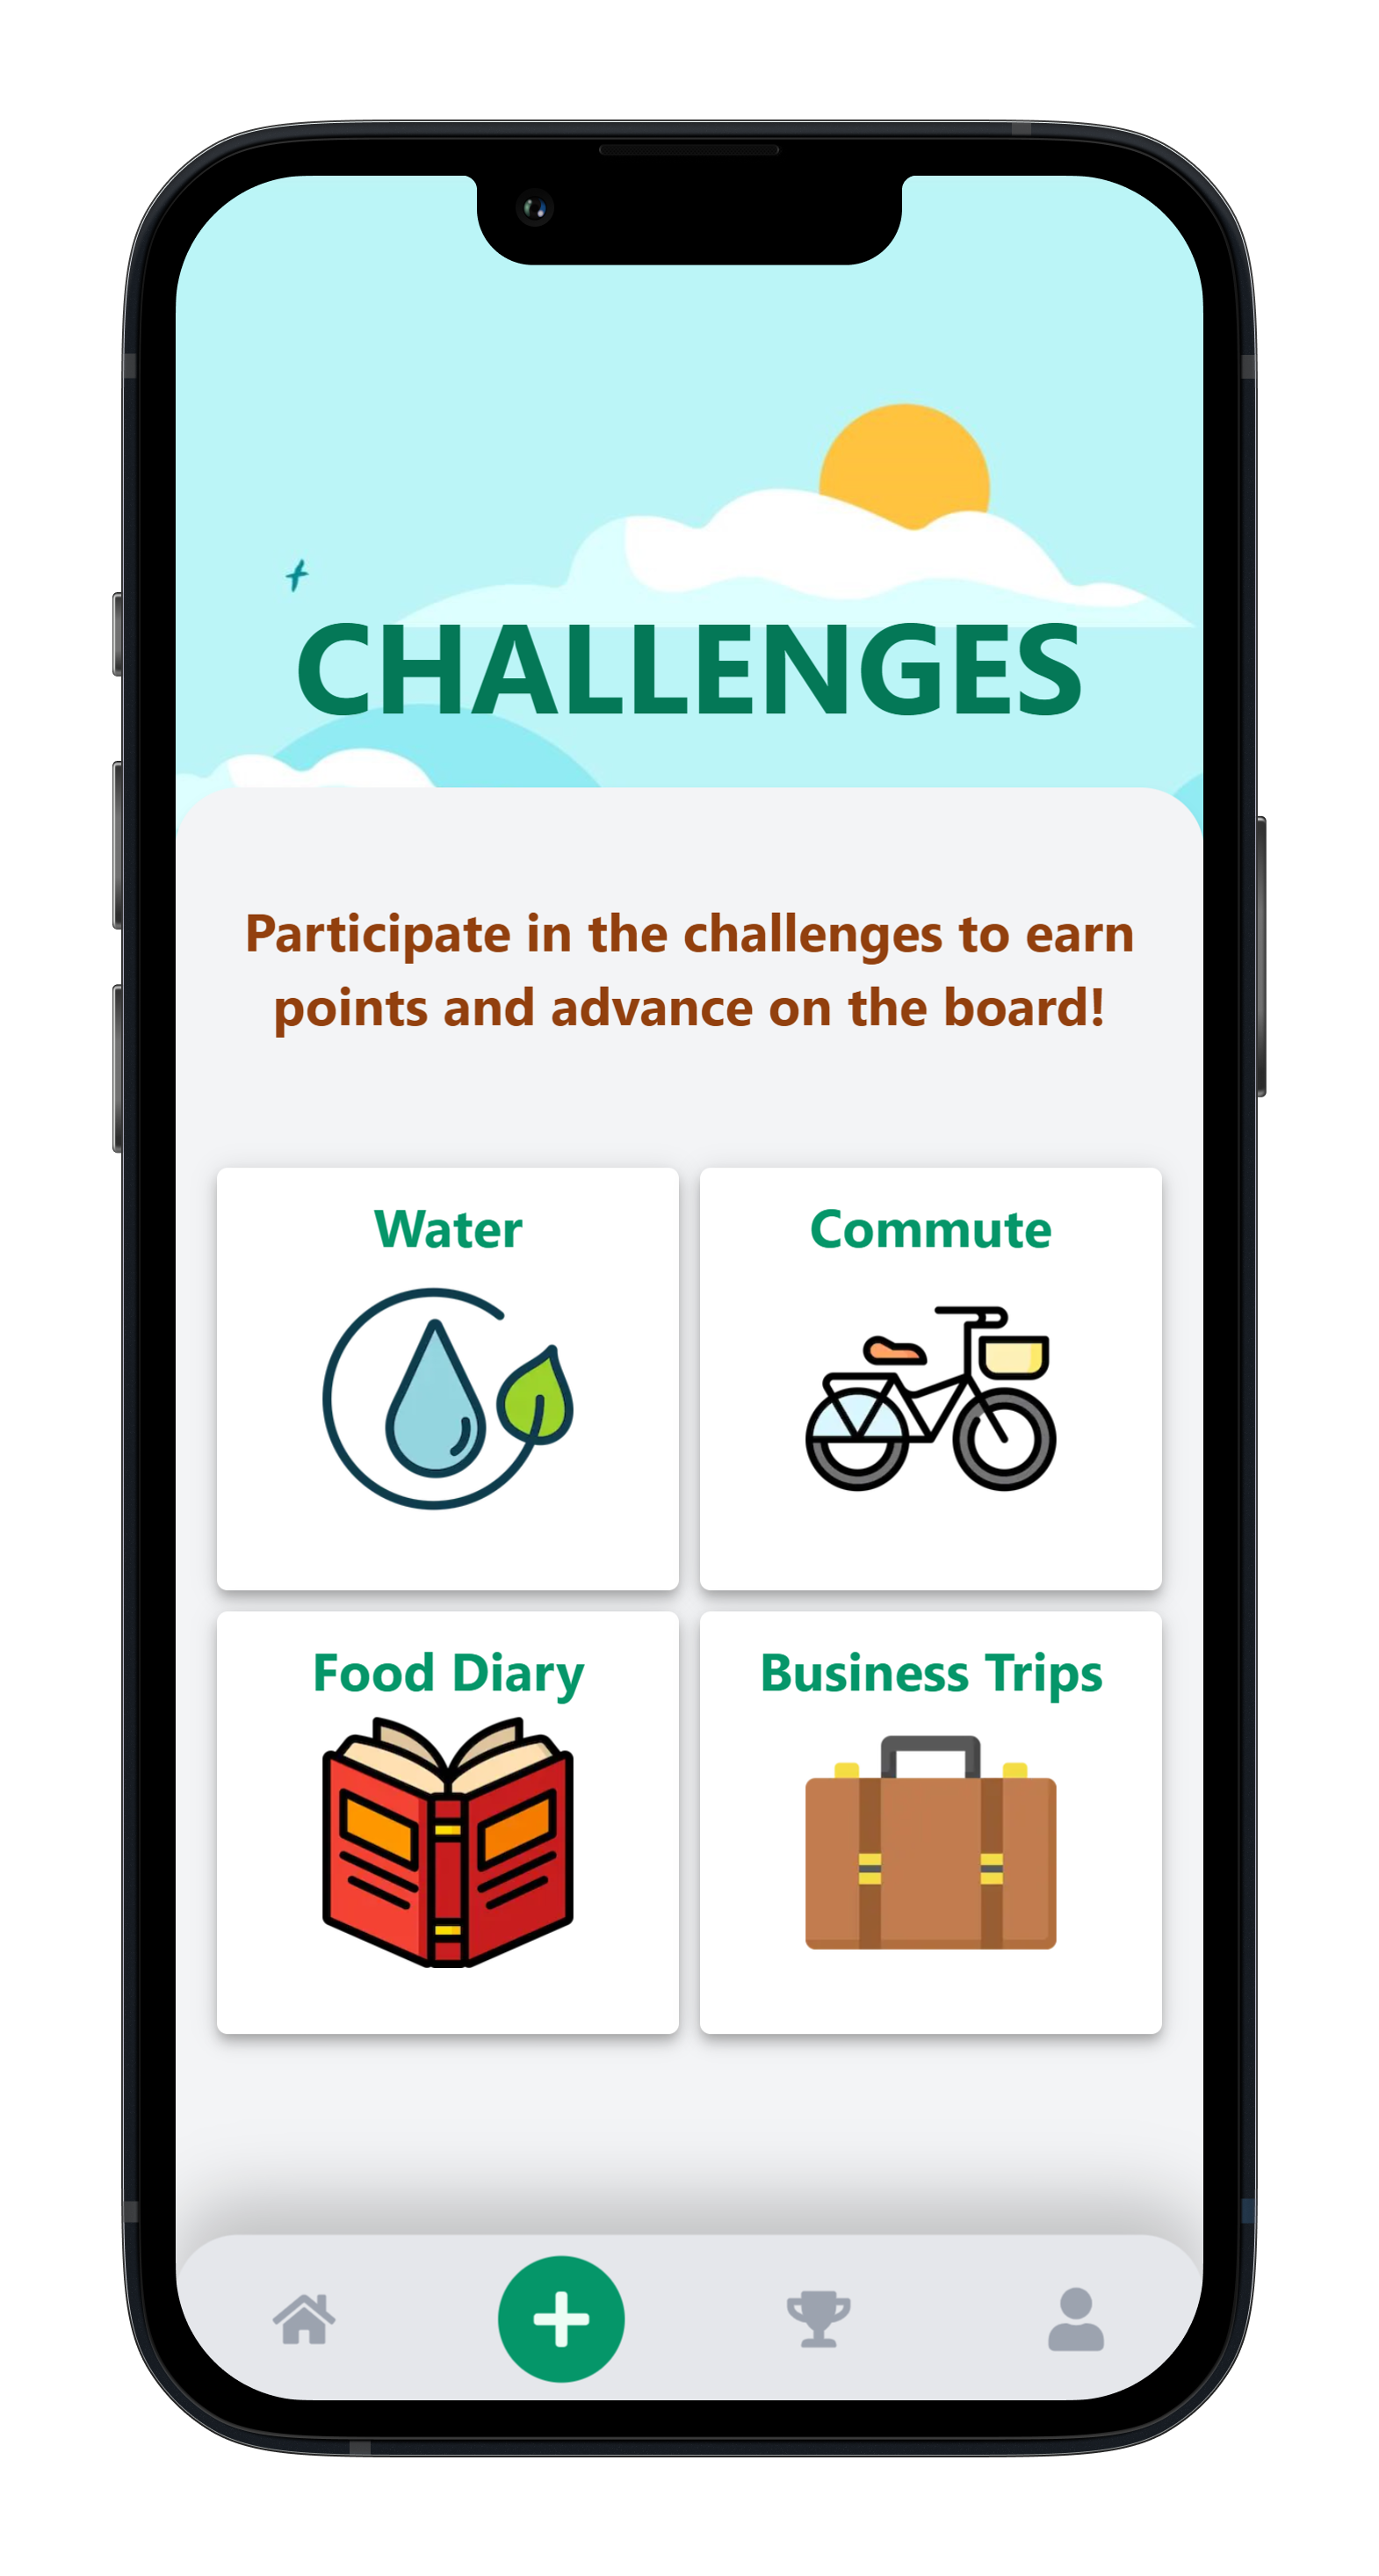 CHALLENGES
Participate in the challenges to earn
points and advance on the board!
Water
Commute
Food Diary
Business Trips